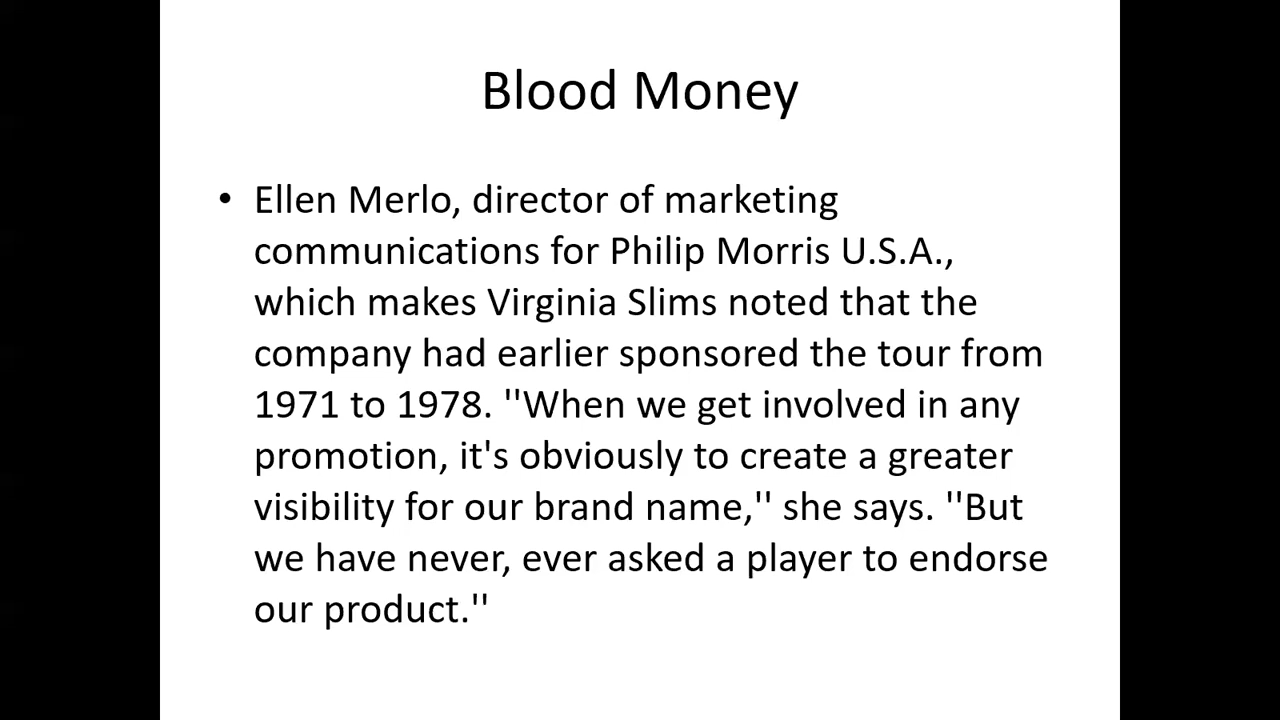 Blood Money
• Ellen Merlo, director of marketing
communications for Philip Morris U.S.A.,
which makes Virginia Slims noted that the
company had earlier sponsored the tour from
1971 to 1978. ''When we get involved in any
promotion, it's obviously to create a greater
visibility for our brand name,'' she says. ''But
we have never, ever asked a player to endorse
our product.''